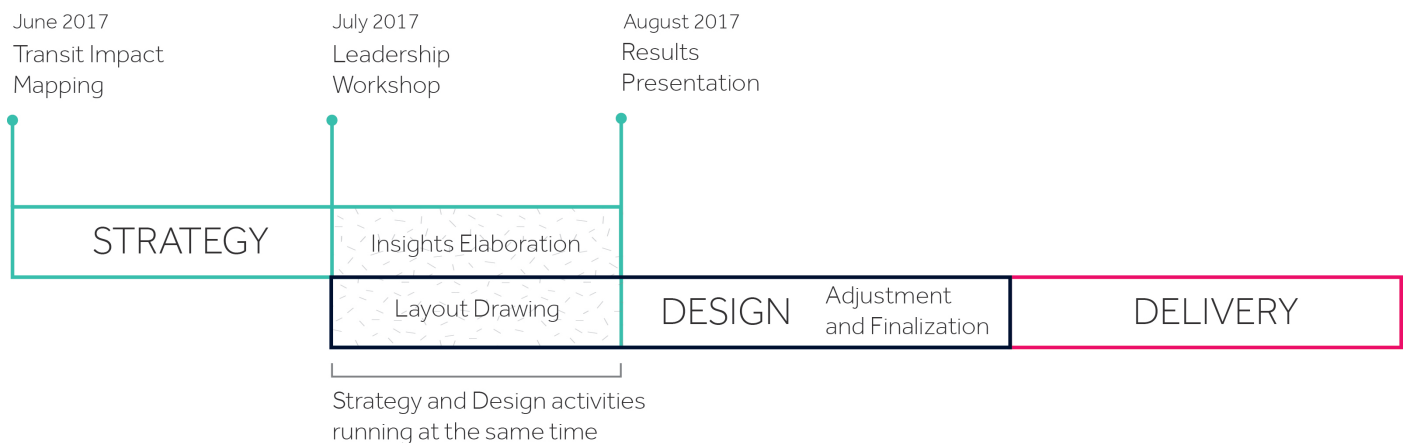 June 2017
Transit Impact
Mapping
July 2017
Leadership
Workshop
August 2017
Results
Presentation
STRATEGY
Insights Elaboration
Layout Drawing
DESIGN
Adjustment
and Finalization
DELIVERY
Strategy and Design activities
running at the same time